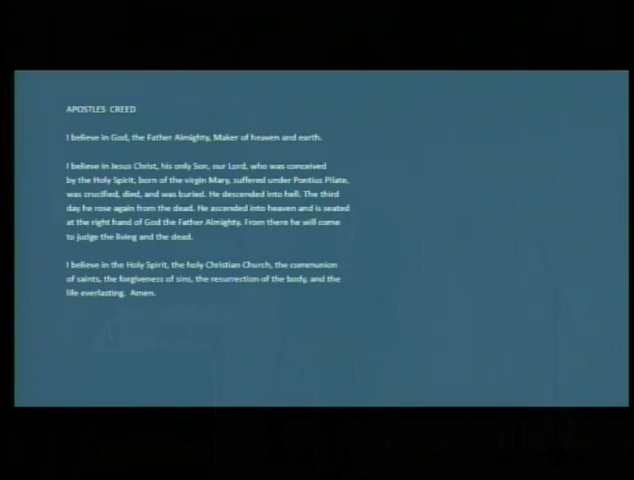 APOSTLES CREED
I believe in God, the Father Almighty, Maker of heaven and earth.
I believe in Jesus Christ, his only Son, our Lord, who was conceived
by the Holy Spirit, born of the virgin Mary, suffered under Pontius Pilate,
was crucified, died, and was buried. He descended into hell. The third
day he rose again from the dead. He ascended into heaven and is seated
at the right hand of God the Father Almighty. From there he will come
to judge the living and the dead.
I believe in the Holy Spirit, the holy Christian Church, the communion
of saints, the forgiveness of sins, the resurrection of the body, and the
life everlasting. Amen.